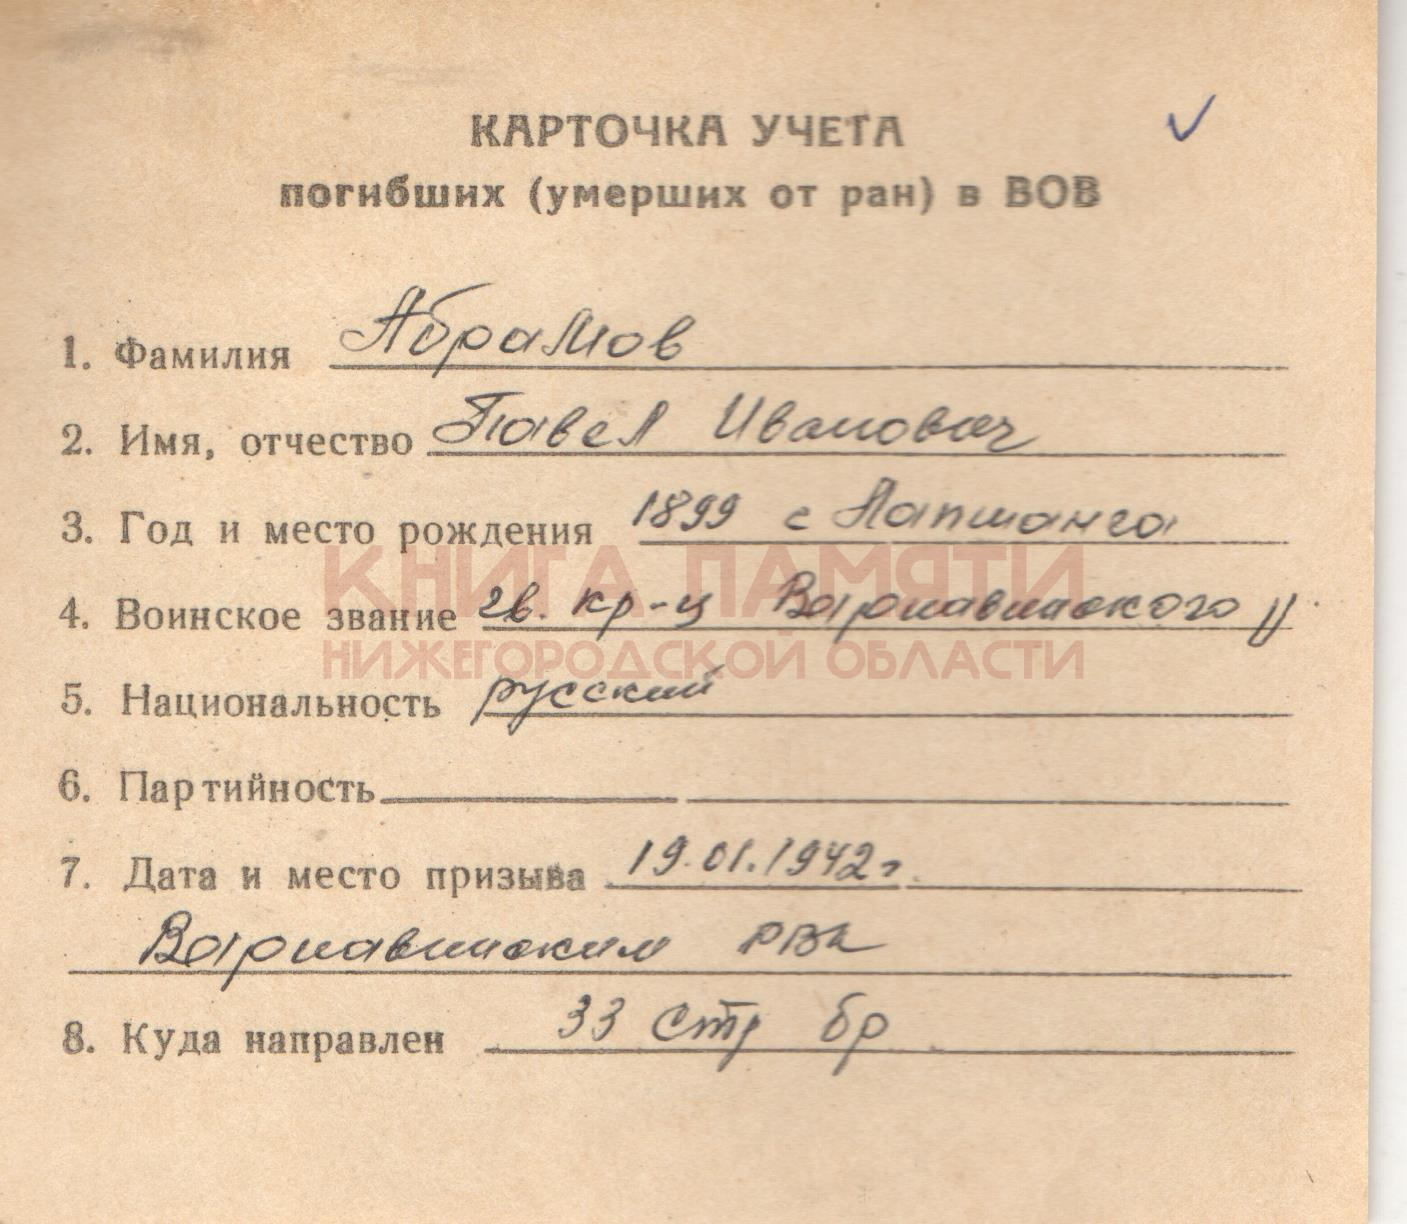 КАРТОЧКА УЧЕТА
погибших (умерших от ран) в ВОВ
1. Фамилия Абрамов
2. Имя, отчество Павел Иванович
3. Год и место рождения 1899 с Лапшанга
КНИГА ПАМЯТИ
4. Воинское звание гв. кр-ц Варнавинского
НИЖЕГОРОДСКОЙ ОБЛАСТИ
5. Национальность русский
6. Партийность
7. Дата и место призыва 19.01.1942г
Варнавинским РВК
8. Куда направлен 33 стр бр